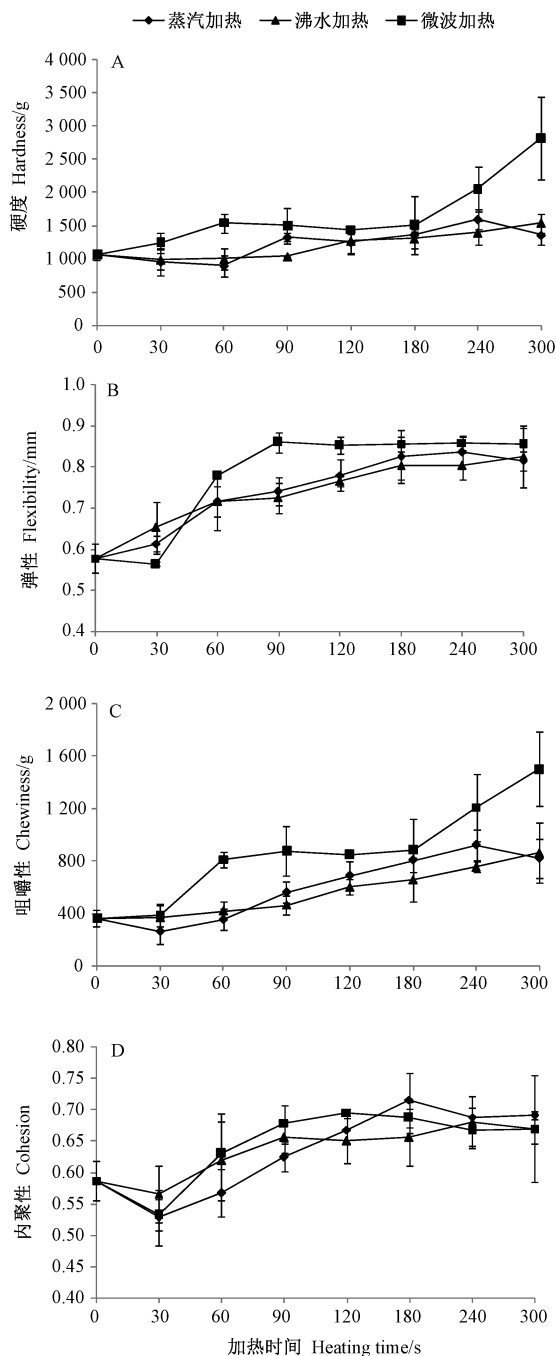 蒸汽加热 沸水加热 微波加热
A
4 000
3 500
3 000
2 500
2 000
1 500
1 000
500
0
硬度 Hardness/g
0 30 60 90 120 180 240 300
B
1.0
0.9
0.8
0.7
0.6
0.5
0.4
弹性 Flexibility/mm
0 30 60 90 120 180 240 300
C
2 000
1 600
1 200
800
400
0
咀嚼性 Chewiness/g
0 30 60 90 120 180 240 300
D
0.80
0.75
0.70
0.65
0.60
0.55
0.50
0.45
0.40
内聚性 Cohesion
0 30 60 90 120 180 240 300
加热时间 Heating time/s